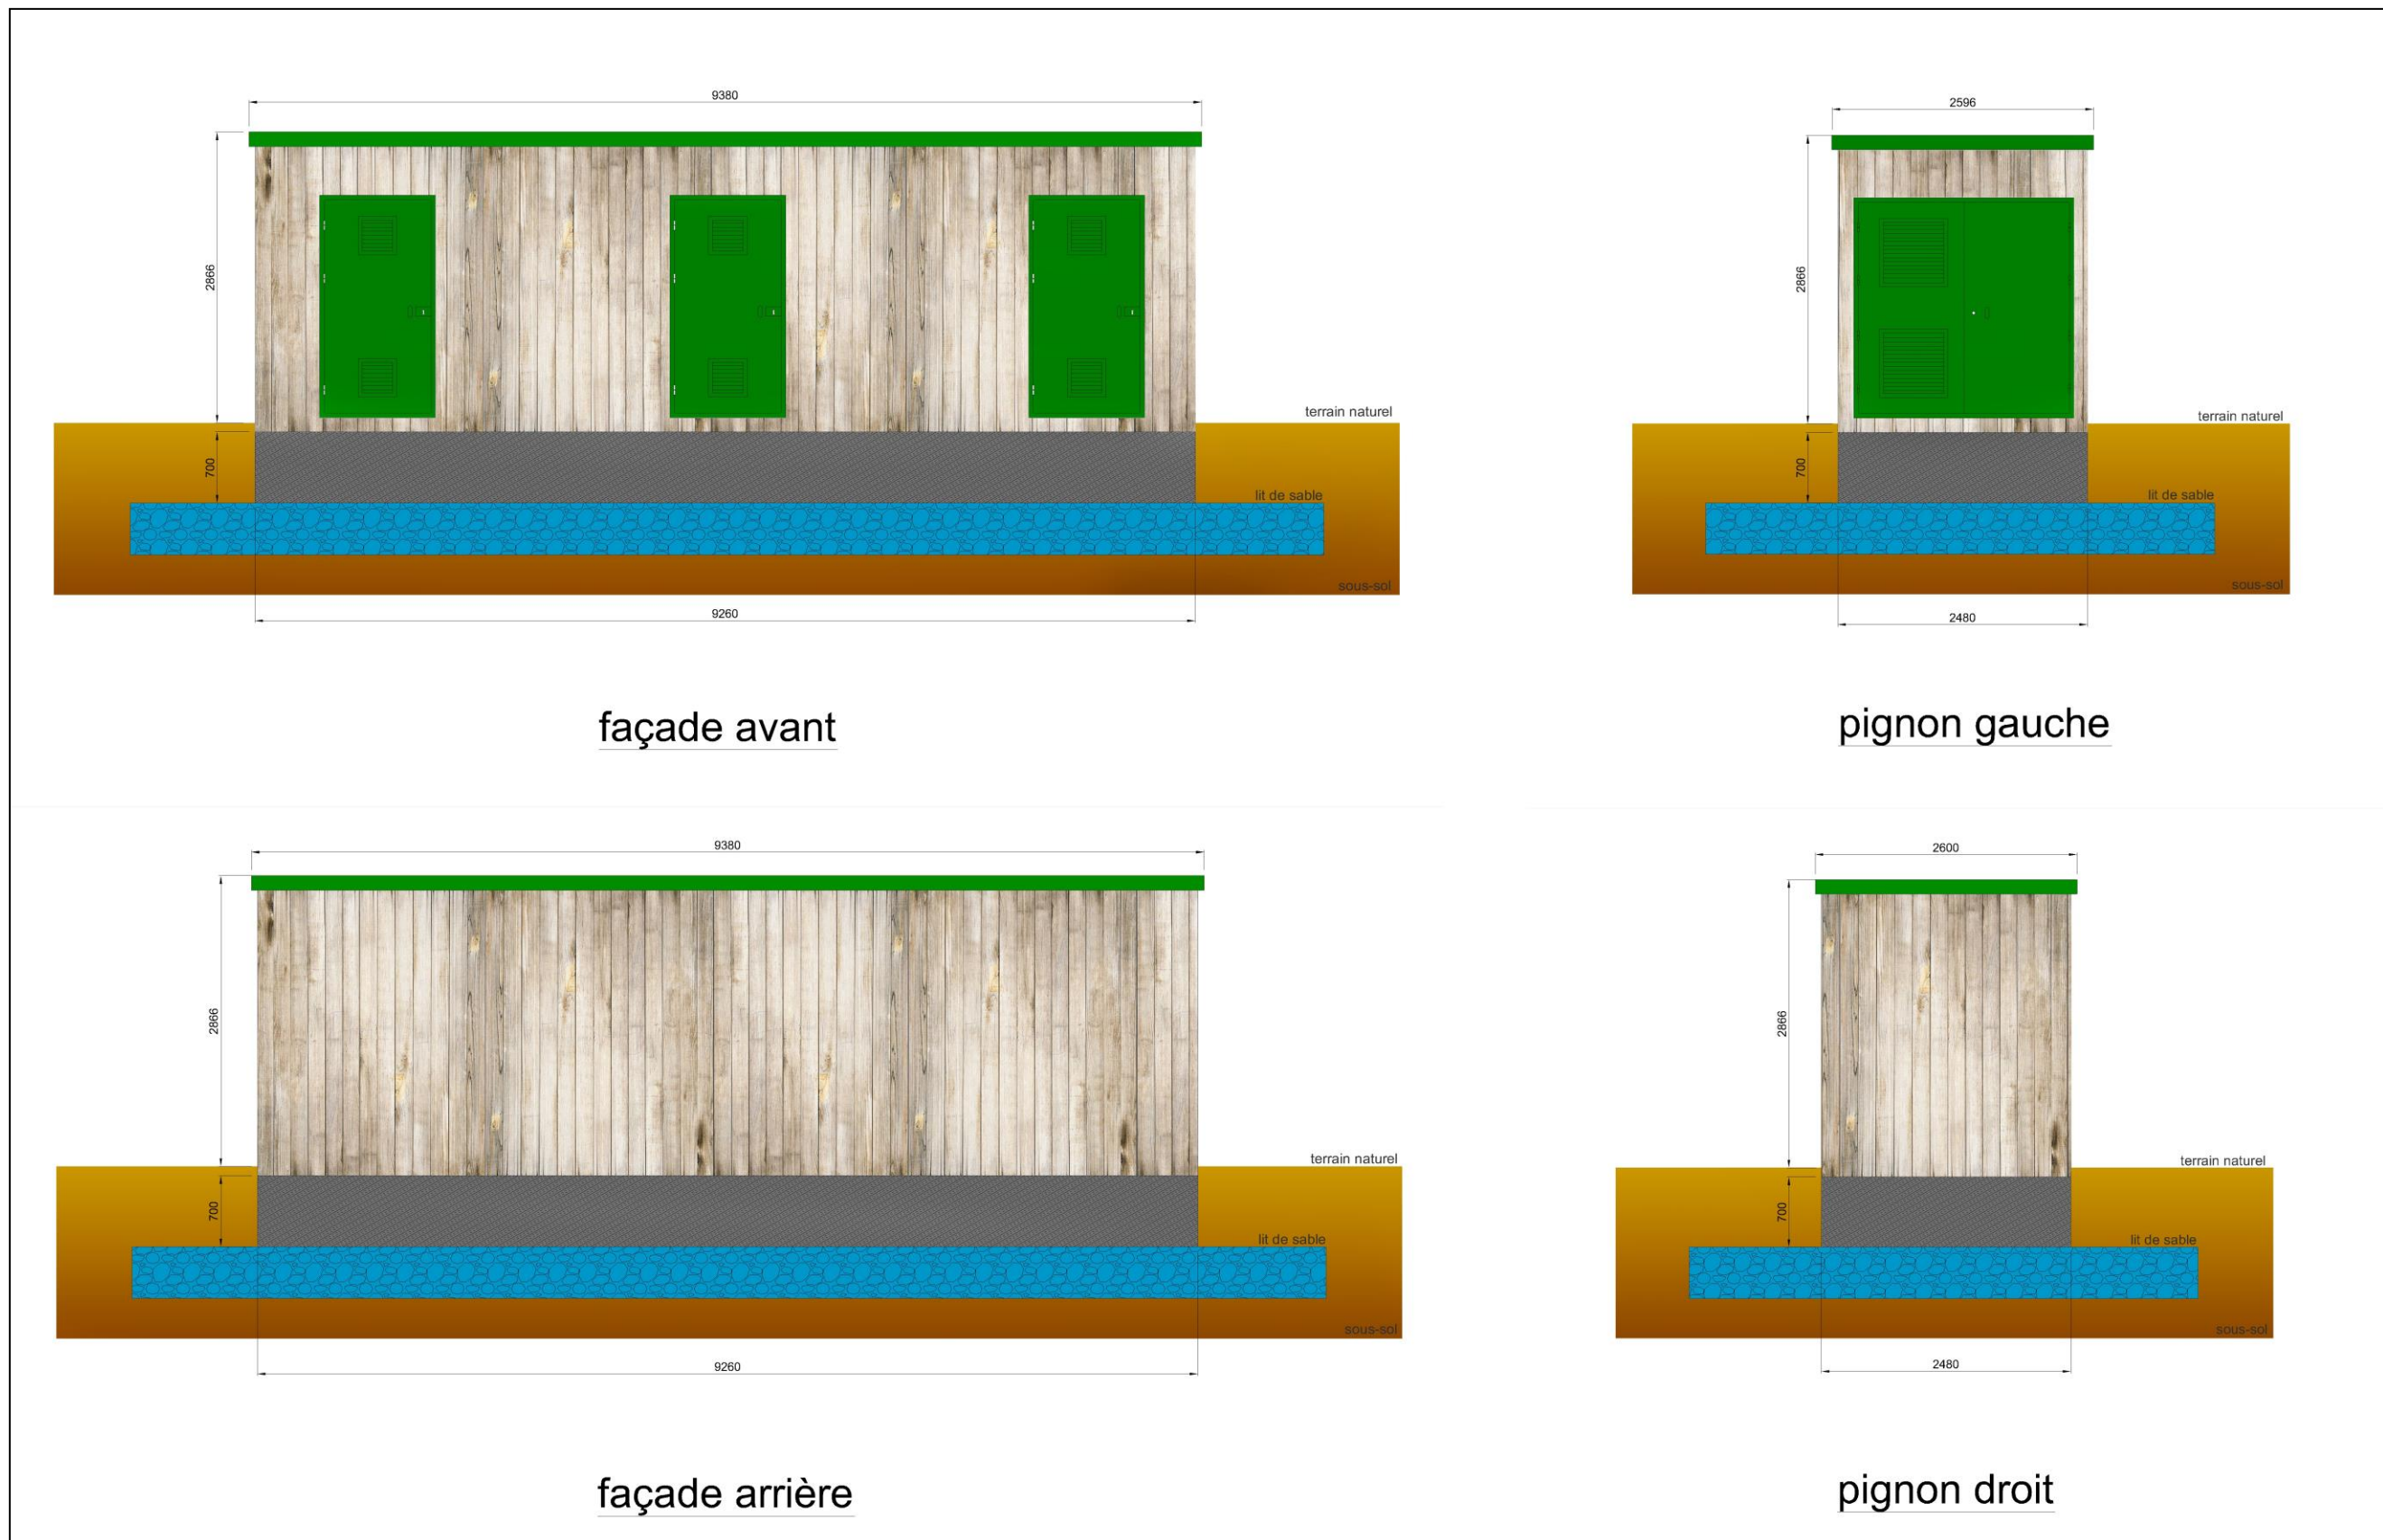 9380
2866
terrain naturel
700
lit de sable
sous-sol
9260
façade avant
2596
2866
terrain naturel
700
lit de sable
sous-sol
2480
pignon gauche
9380
2866
terrain naturel
700
lit de sable
sous-sol
9260
façade arrière
2600
2866
terrain naturel
700
lit de sable
sous-sol
2480
pignon droit